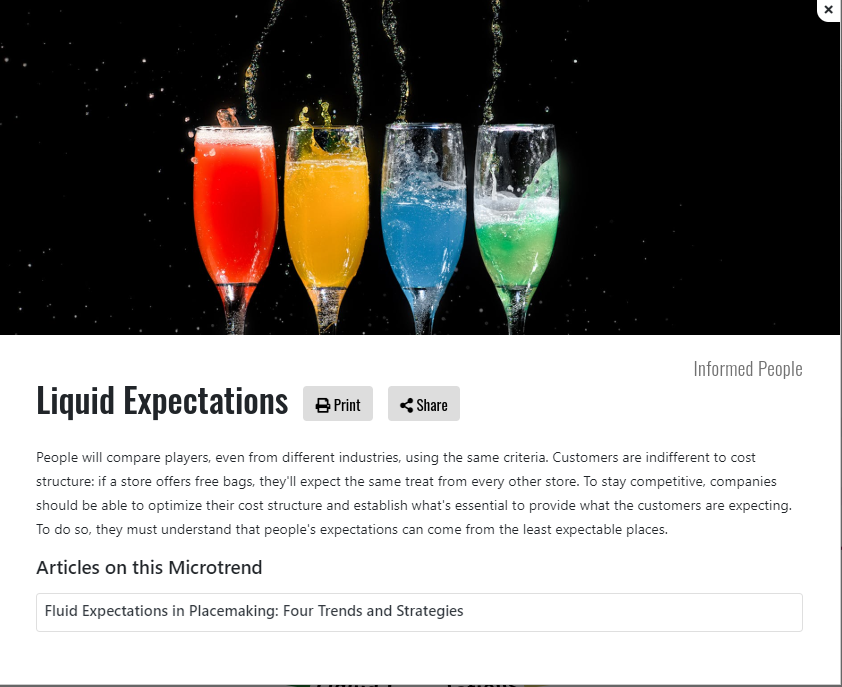 ×
Informed People
Liquid Expectations Print Share
People will compare players, even from different industries, using the same criteria. Customers are indifferent to cost
structure: if a store offers free bags, they'll expect the same treat from every other store. To stay competitive, companies
should be able to optimize their cost structure and establish what's essential to provide what the customers are expecting.
To do so, they must understand that people's expectations can come from the least expectable places.
Articles on this Microtrend
Fluid Expectations in Placemaking: Four Trends and Strategies